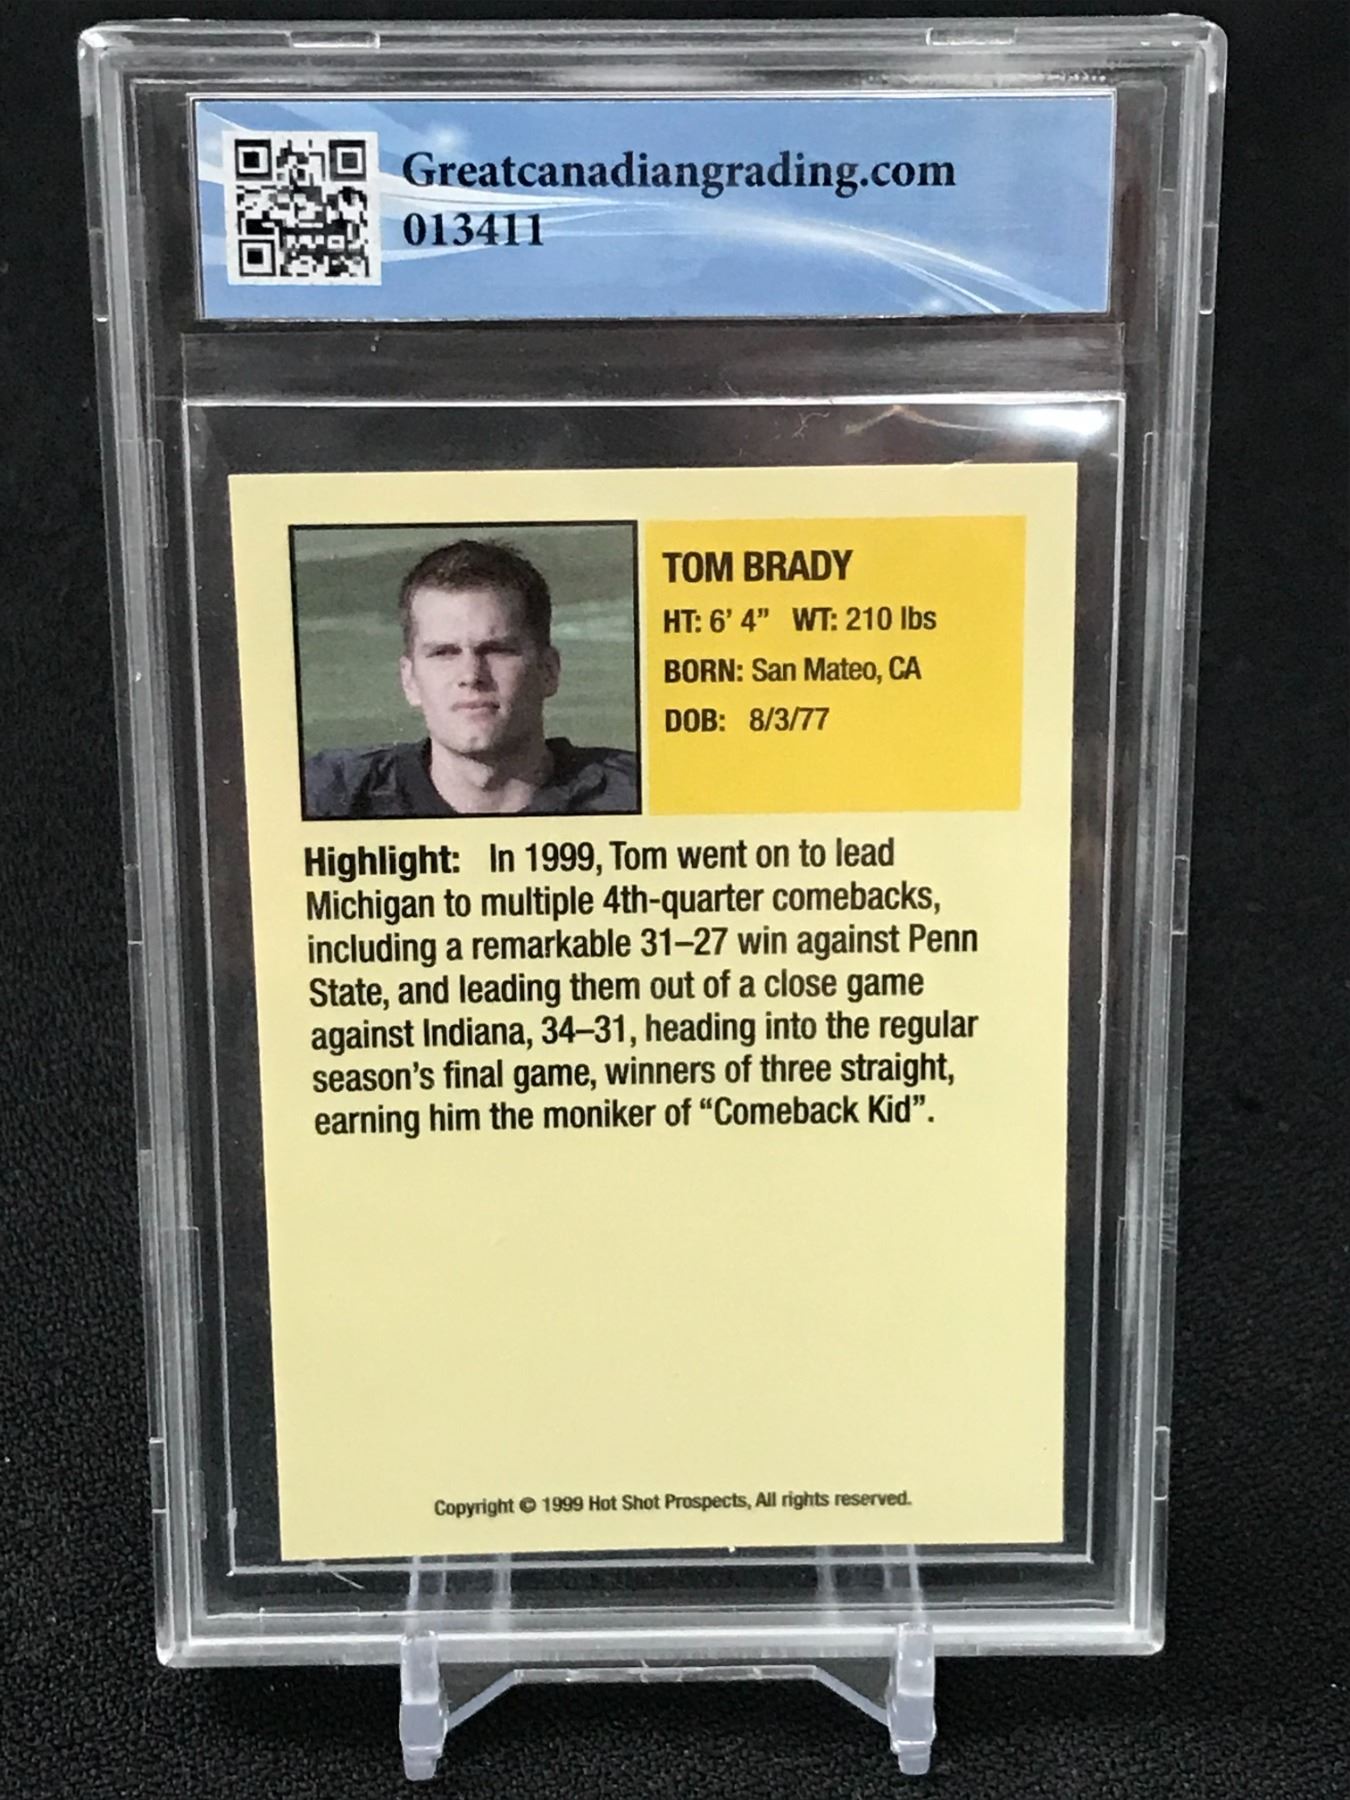 Greatcanadiangrading.com
013411
TOM BRADY
HT: 6' 4” WT: 210 lbs
BORN: San Mateo, CA
DOB: 8/3/77
Highlight: In 1999, Tom went on to lead
Michigan to multiple 4th-quarter comebacks,
including a remarkable 31–27 win against Penn
State, and leading them out of a close game
against Indiana, 34–31, heading into the regular
season’s final game, winners of three straight,
earning him the moniker of “Comeback Kid”.
Copyright © 1999 Hot Shot Prospects, All rights reserved.